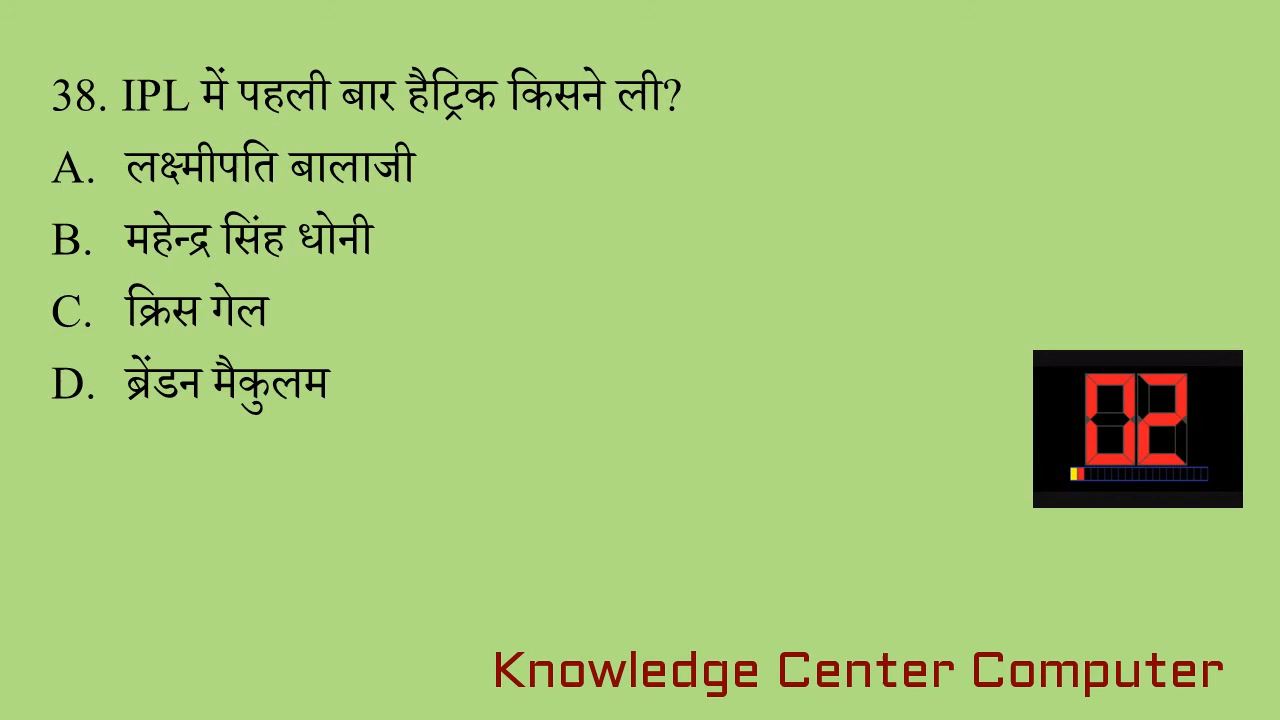 38. IPL में पहली बार हैट्रिक किसने ली?
A. लक्ष्मीपति बालाजी
B. महेन्द्र सिंह धोनी
C. क्रिस गेल
D. ब्रेंडन मैकुलम
02
Knowledge Center Computer